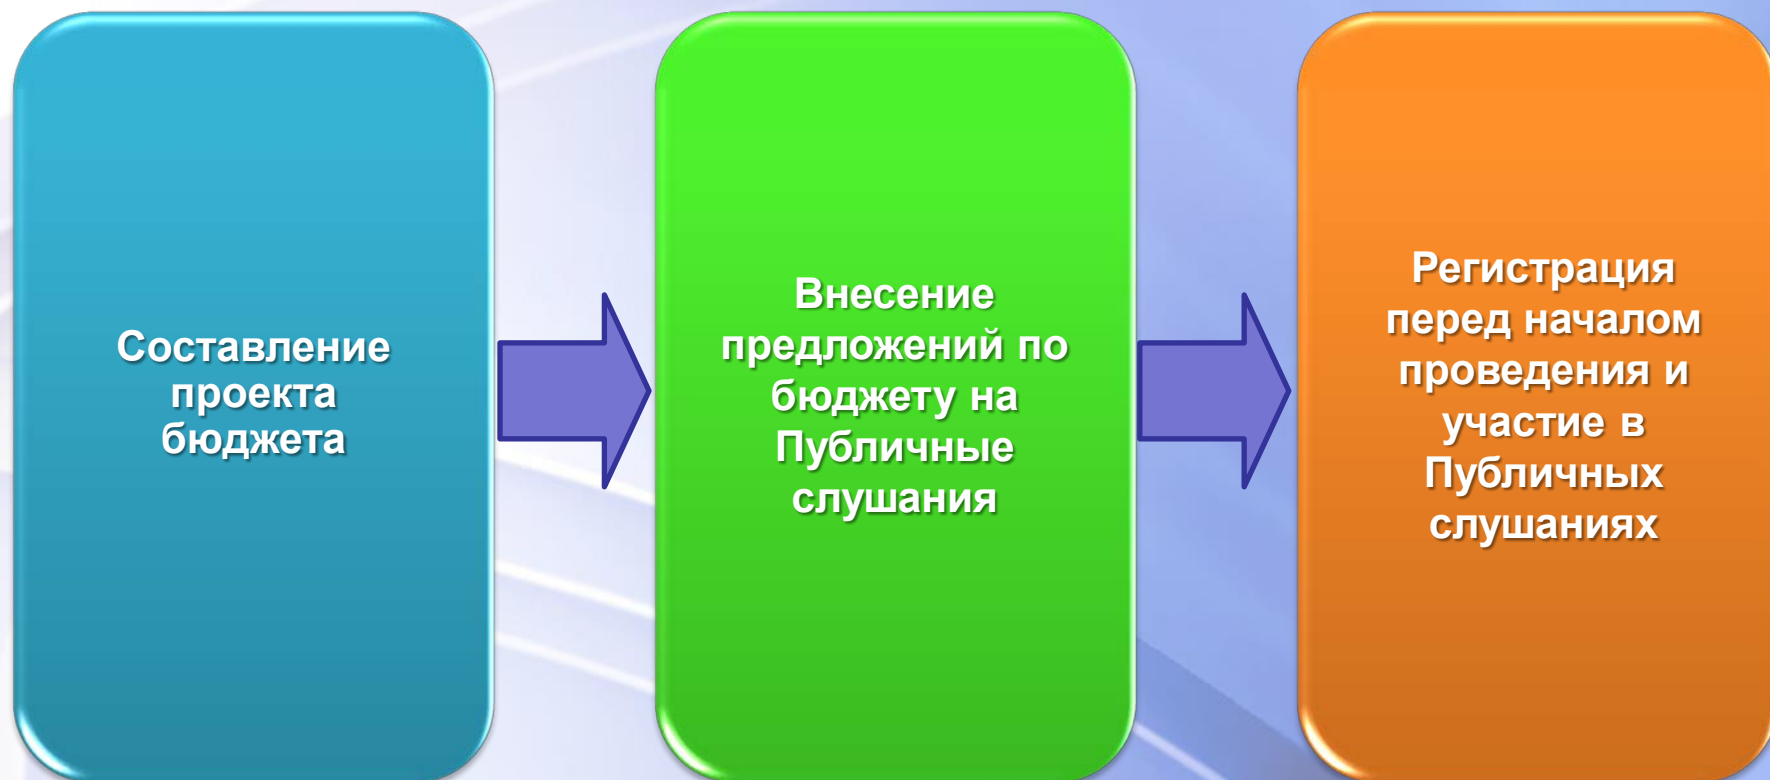 Составление
проекта
бюджета
Внесение
предложений по
бюджету на
Публичные
слушания
Регистрация
перед началом
проведения и
участие в
Публичных
слушаниях